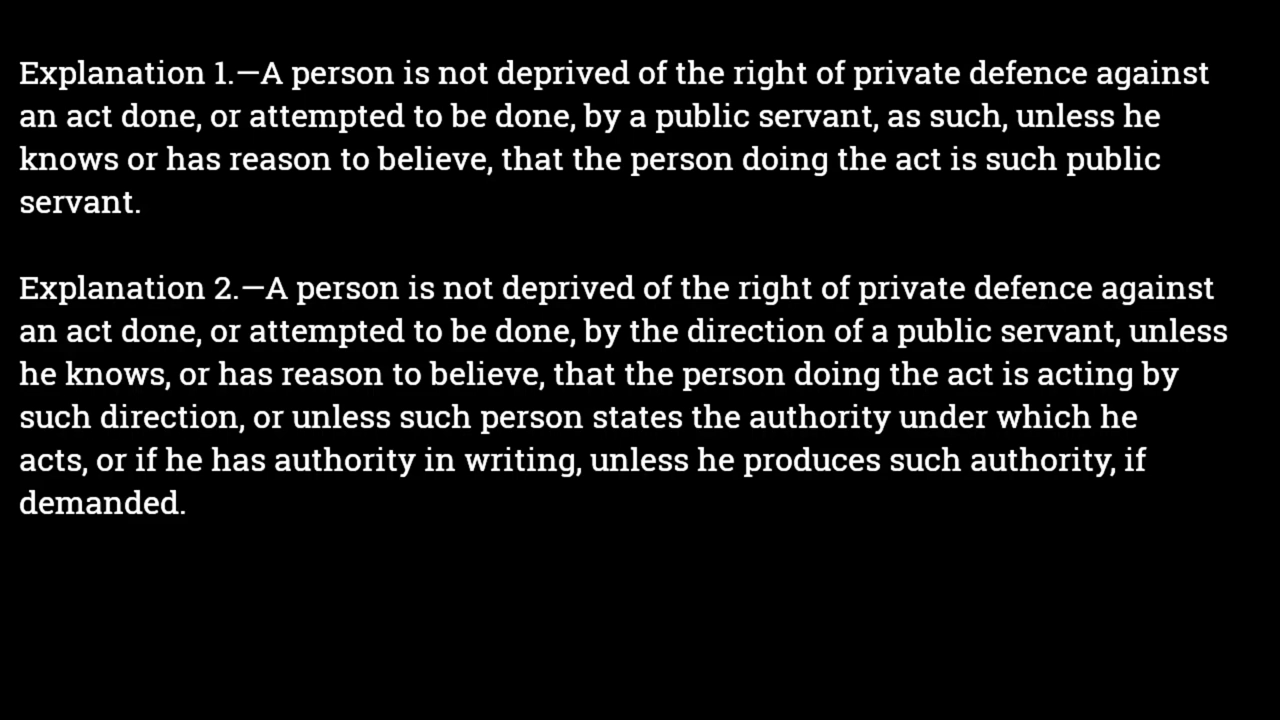 Explanation 1.—A person is not deprived of the right of private defence against
an act done, or attempted to be done, by a public servant, as such, unless he
knows or has reason to believe, that the person doing the act is such public
servant.
Explanation 2.—A person is not deprived of the right of private defence against
an act done, or attempted to be done, by the direction of a public servant, unless
he knows, or has reason to believe, that the person doing the act is acting by
such direction, or unless such person states the authority under which he
acts, or if he has authority in writing, unless he produces such authority, if
demanded.